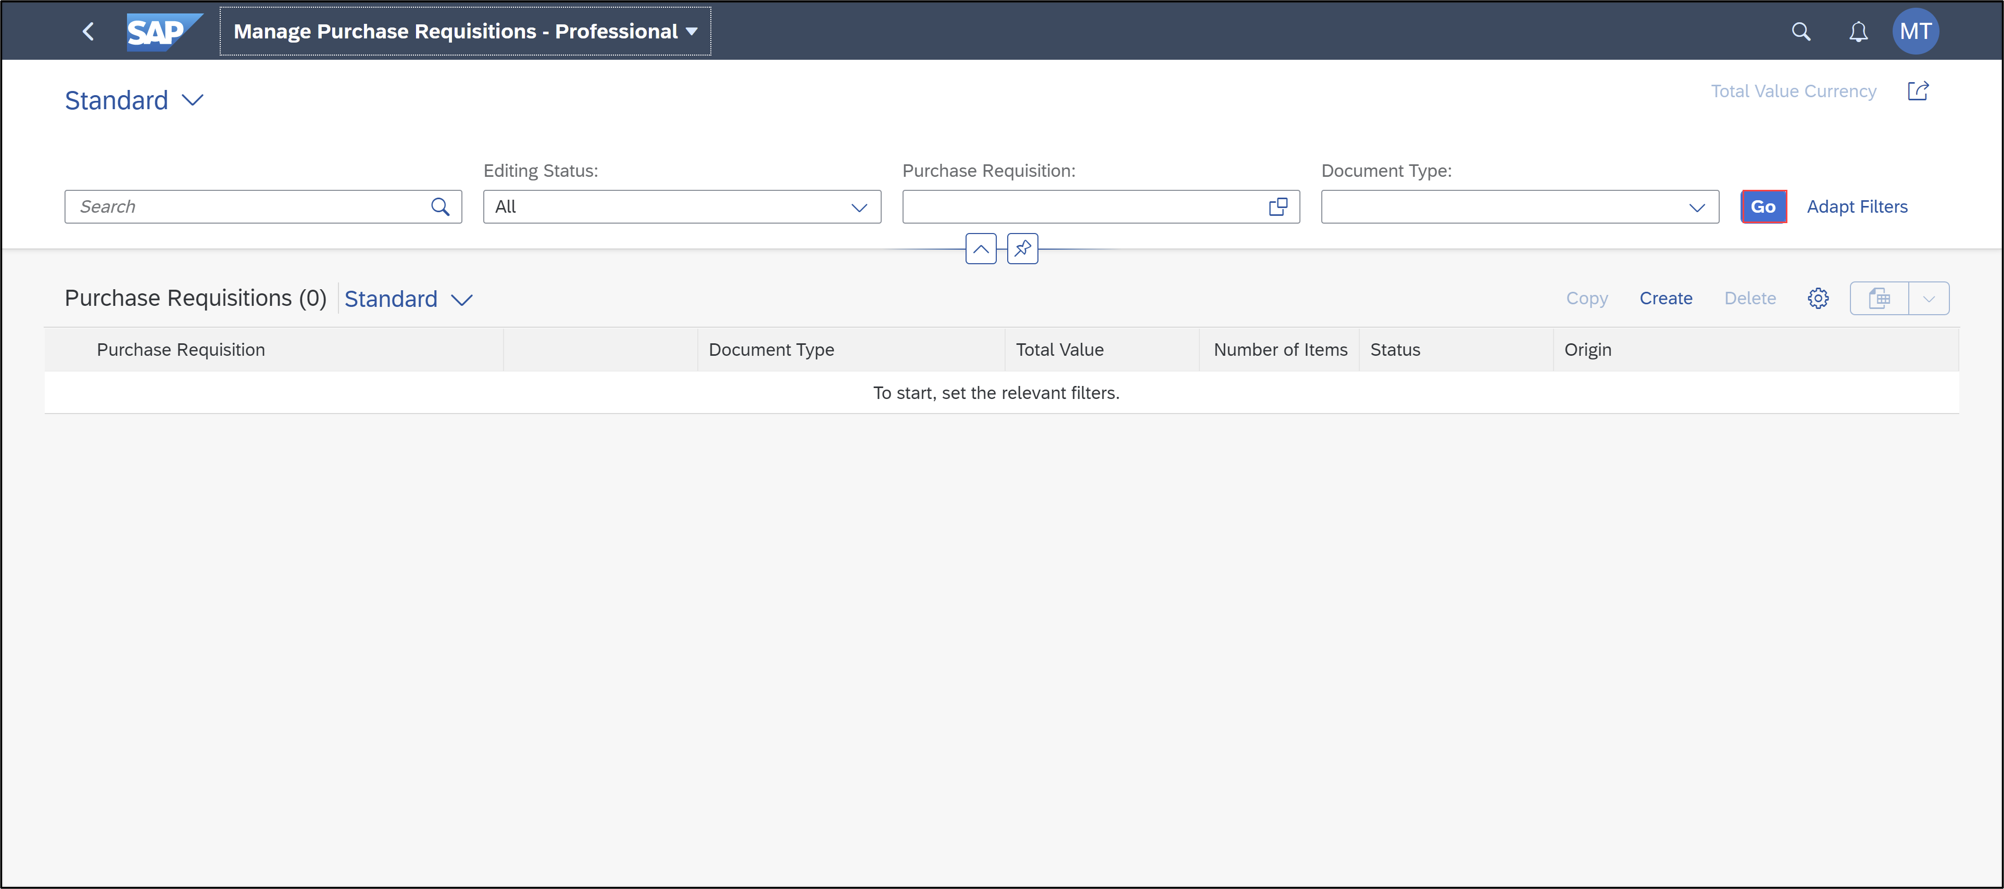 SAP Manage Purchase Requisitions - Professional MT
Standard Total Value Currency
Editing Status: Purchase Requisition: Document Type:
Search All Go Adapt Filters
Purchase Requisitions (0) Standard Copy Create Delete
Purchase Requisition Document Type Total Value Number of Items Status Origin
To start, set the relevant filters.